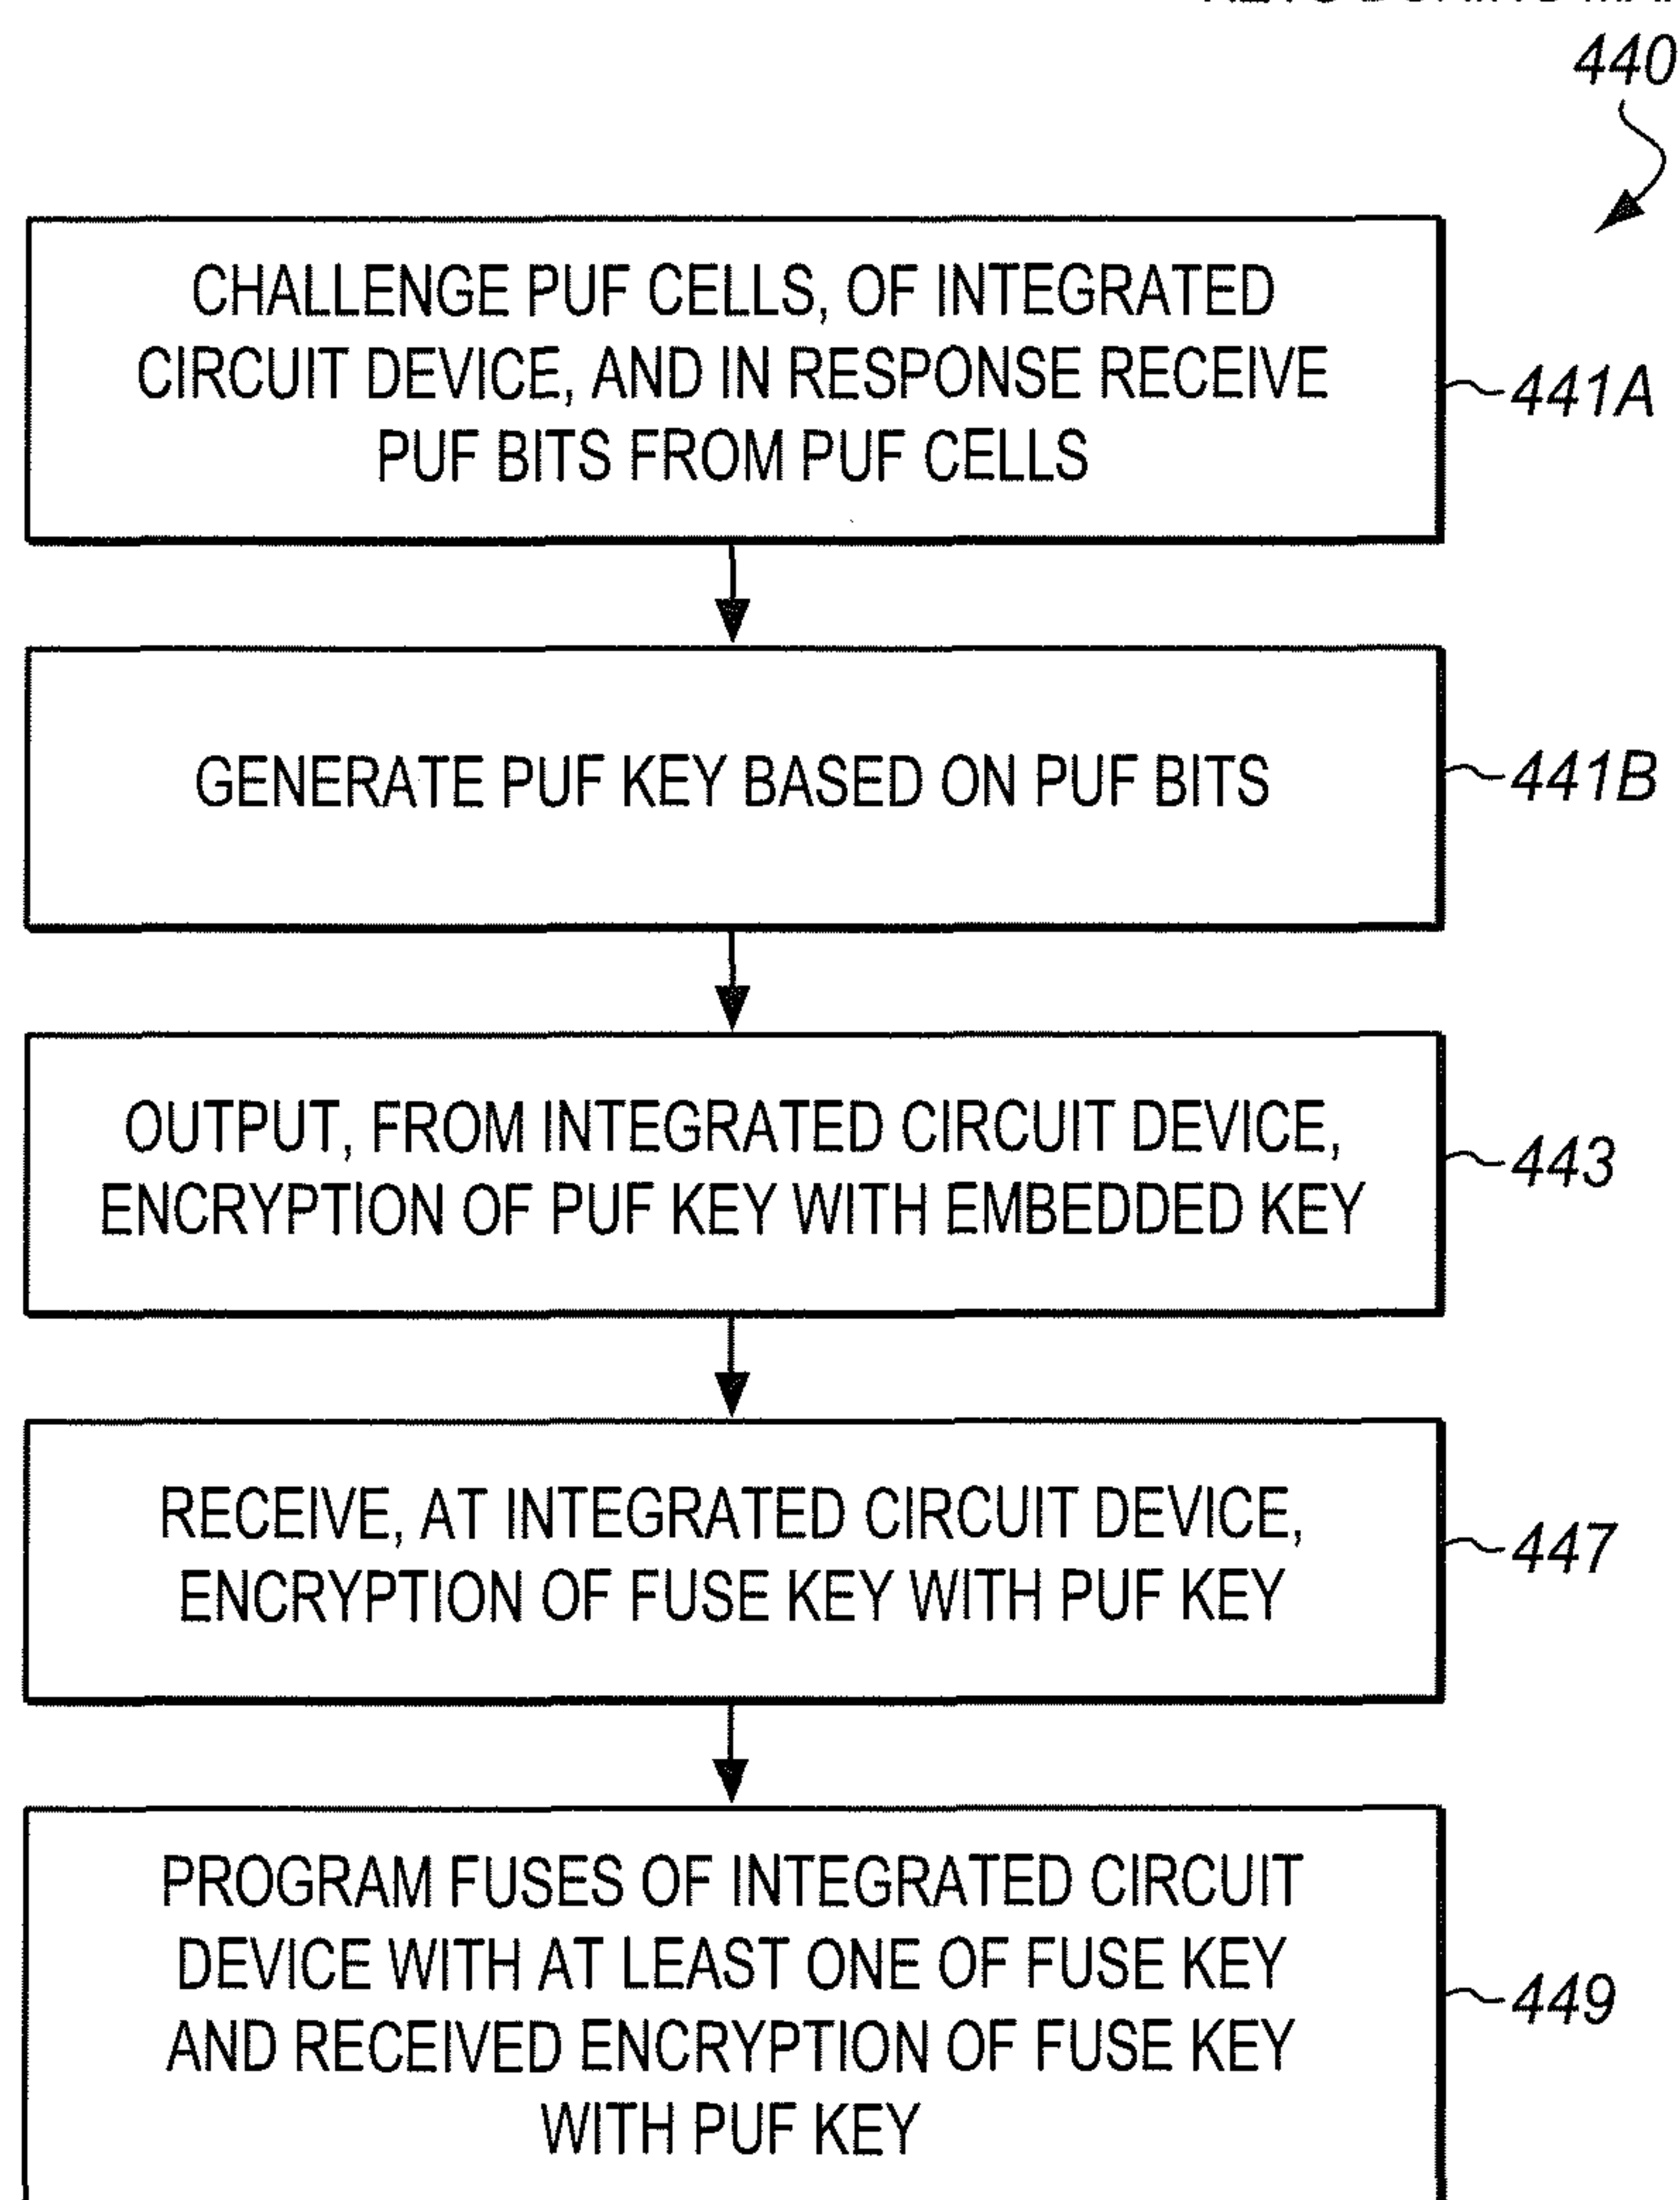 440
CHALLENGE PUF CELLS, OF INTEGRATED
CIRCUIT DEVICE, AND IN RESPONSE RECEIVE
PUF BITS FROM PUF CELLS
441A
GENERATE PUF KEY BASED ON PUF BITS
441B
OUTPUT, FROM INTEGRATED CIRCUIT DEVICE,
ENCRYPTION OF PUF KEY WITH EMBEDDED KEY
443
RECEIVE, AT INTEGRATED CIRCUIT DEVICE,
ENCRYPTION OF FUSE KEY WITH PUF KEY
447
PROGRAM FUSES OF INTEGRATED CIRCUIT
DEVICE WITH AT LEAST ONE OF FUSE KEY
AND RECEIVED ENCRYPTION OF FUSE KEY
WITH PUF KEY
449